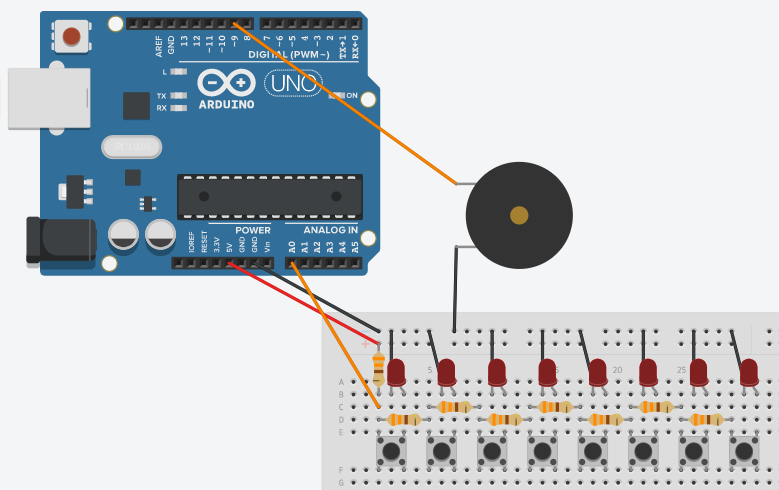 AREF
GND
13
12
~11
~10
~9
8
7
~6
~5
4
~3
2
TX→1
RX←0
DIGITAL (PWM~)
L
TX
RX
ARDUINO
UNO
ON
POWER
ANALOG IN
IOREF
RESET
3.3V
5V
GND
GND
Vin
A0
A1
A2
A3
A4
A5
5
20
25
A
B
C
D
E
F
G